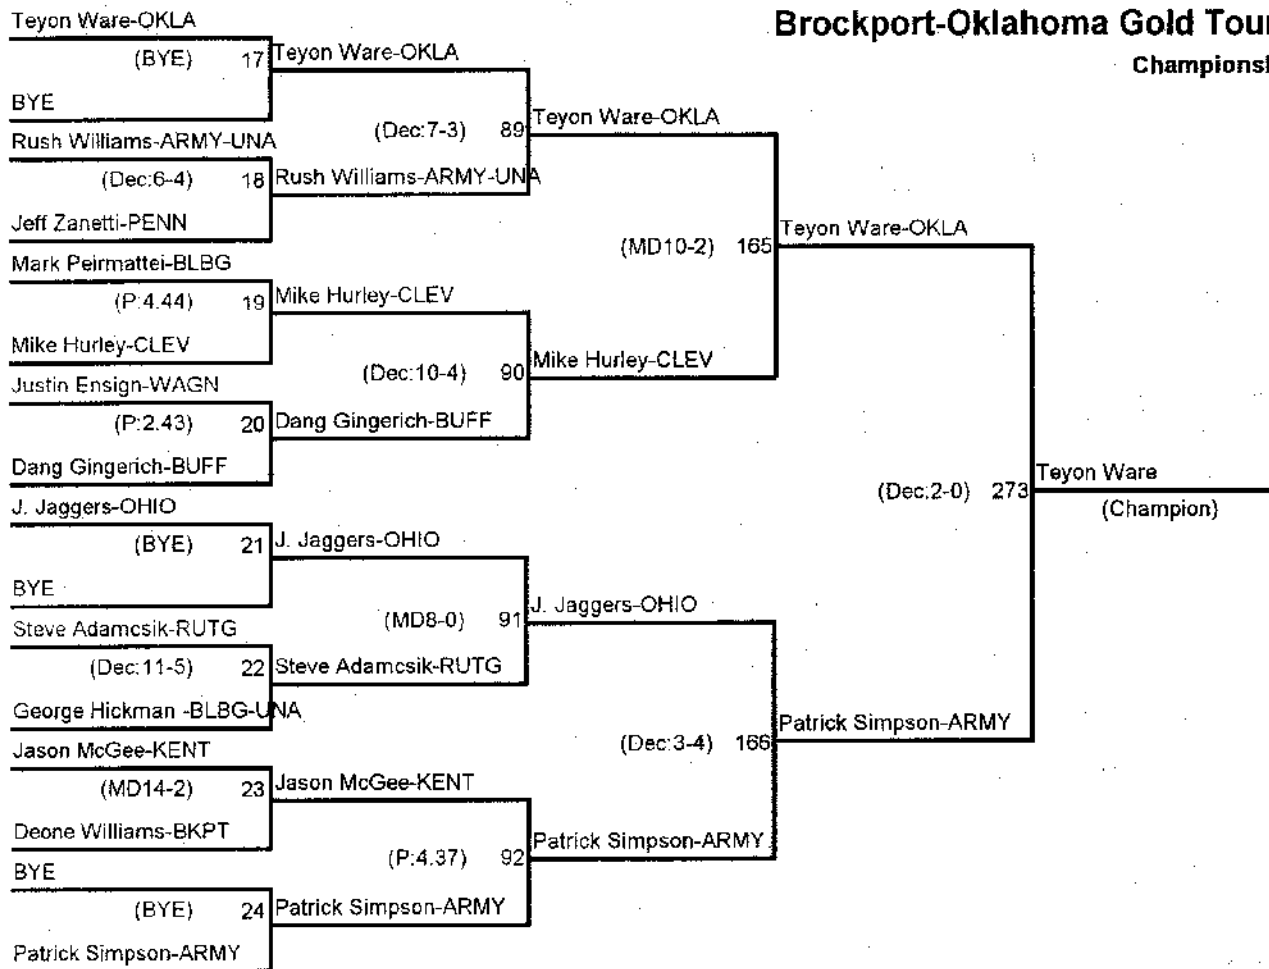 Brockport-Oklahoma Gold Tour
Championsl
Teyon Ware-OKLA
(BYE) 17
BYE
Teyon Ware-OKLA
Rush Williams-ARMY-UNA
(Dec:6-4) 18
Jeff Zanetti-PENN
Rush Williams-ARMY-UNA
(Dec:7-3) 89
Teyon Ware-OKLA
Mark Peirmattei-BLBG
(P:4.44) 19
Mike Hurley-CLEV
Mike Hurley-CLEV
Justin Ensign-WAGN
(P:2.43) 20
Dang Gingerich-BUFF
Dang Gingerich-BUFF
(Dec:10-4) 90
Mike Hurley-CLEV
(MD10-2) 165
Teyon Ware-OKLA
J. Jaggers-OHIO
(BYE) 21
BYE
J. Jaggers-OHIO
Steve Adamcsik-RUTG
(Dec:11-5) 22
George Hickman -BLBG-UNA
Steve Adamcsik-RUTG
(MD8-0) 91
J. Jaggers-OHIO
Jason McGee-KENT
(MD14-2) 23
Deone Williams-BKPT
Jason McGee-KENT
BYE
(BYE) 24
Patrick Simpson-ARMY
Patrick Simpson-ARMY
(P:4.37) 92
Patrick Simpson-ARMY
(Dec:3-4) 166
Patrick Simpson-ARMY
(Dec:2-0) 273
Teyon Ware
(Champion)